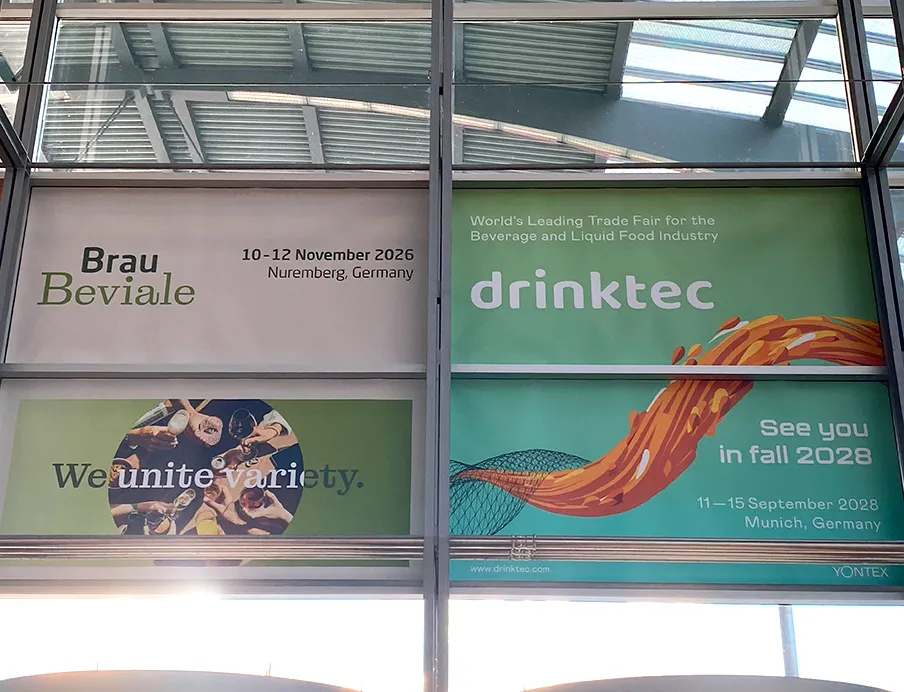 Brau
Beviale
10-12 November 2026
Nuremberg, Germany
We unite variety.
World's Leading Trade Fair for the
Beverage and Liquid Food Industry
drinktec
See you
in fall 2028
11—15 September 2028
Munich, Germany
www.drinktec.com
YONTEX